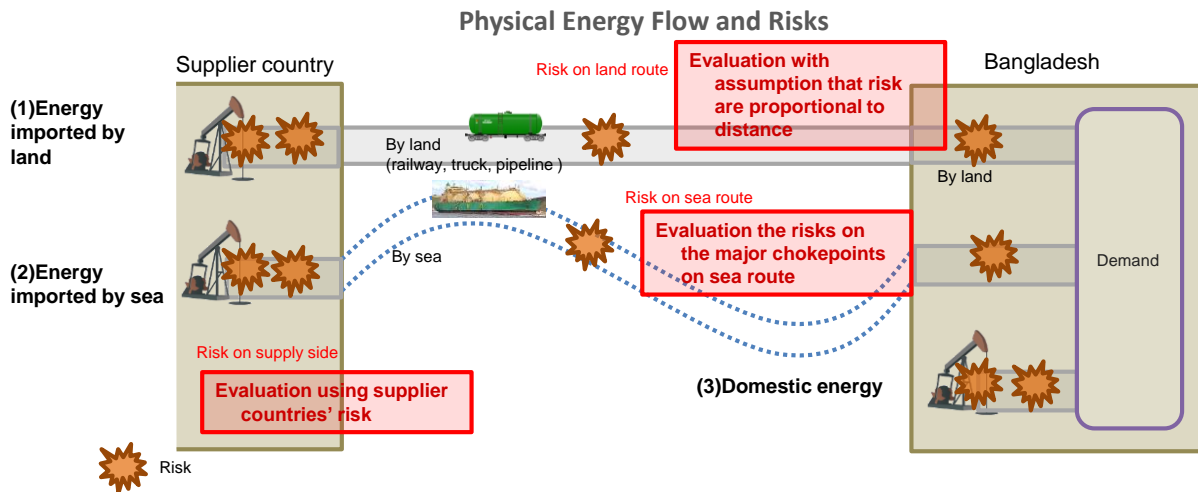 Physical Energy Flow and Risks
Supplier country
Bangladesh
Risk on land route
Evaluation with
assumption that risk
are proportional to
distance
(1)Energy
imported by
land
By land
(railway, truck, pipeline )
By land
Risk on sea route
Evaluation the risks on
the major chokepoints
on sea route
(2)Energy
imported by sea
By sea
Demand
Risk on supply side
Evaluation using supplier
countries' risk
(3)Domestic energy
Risk